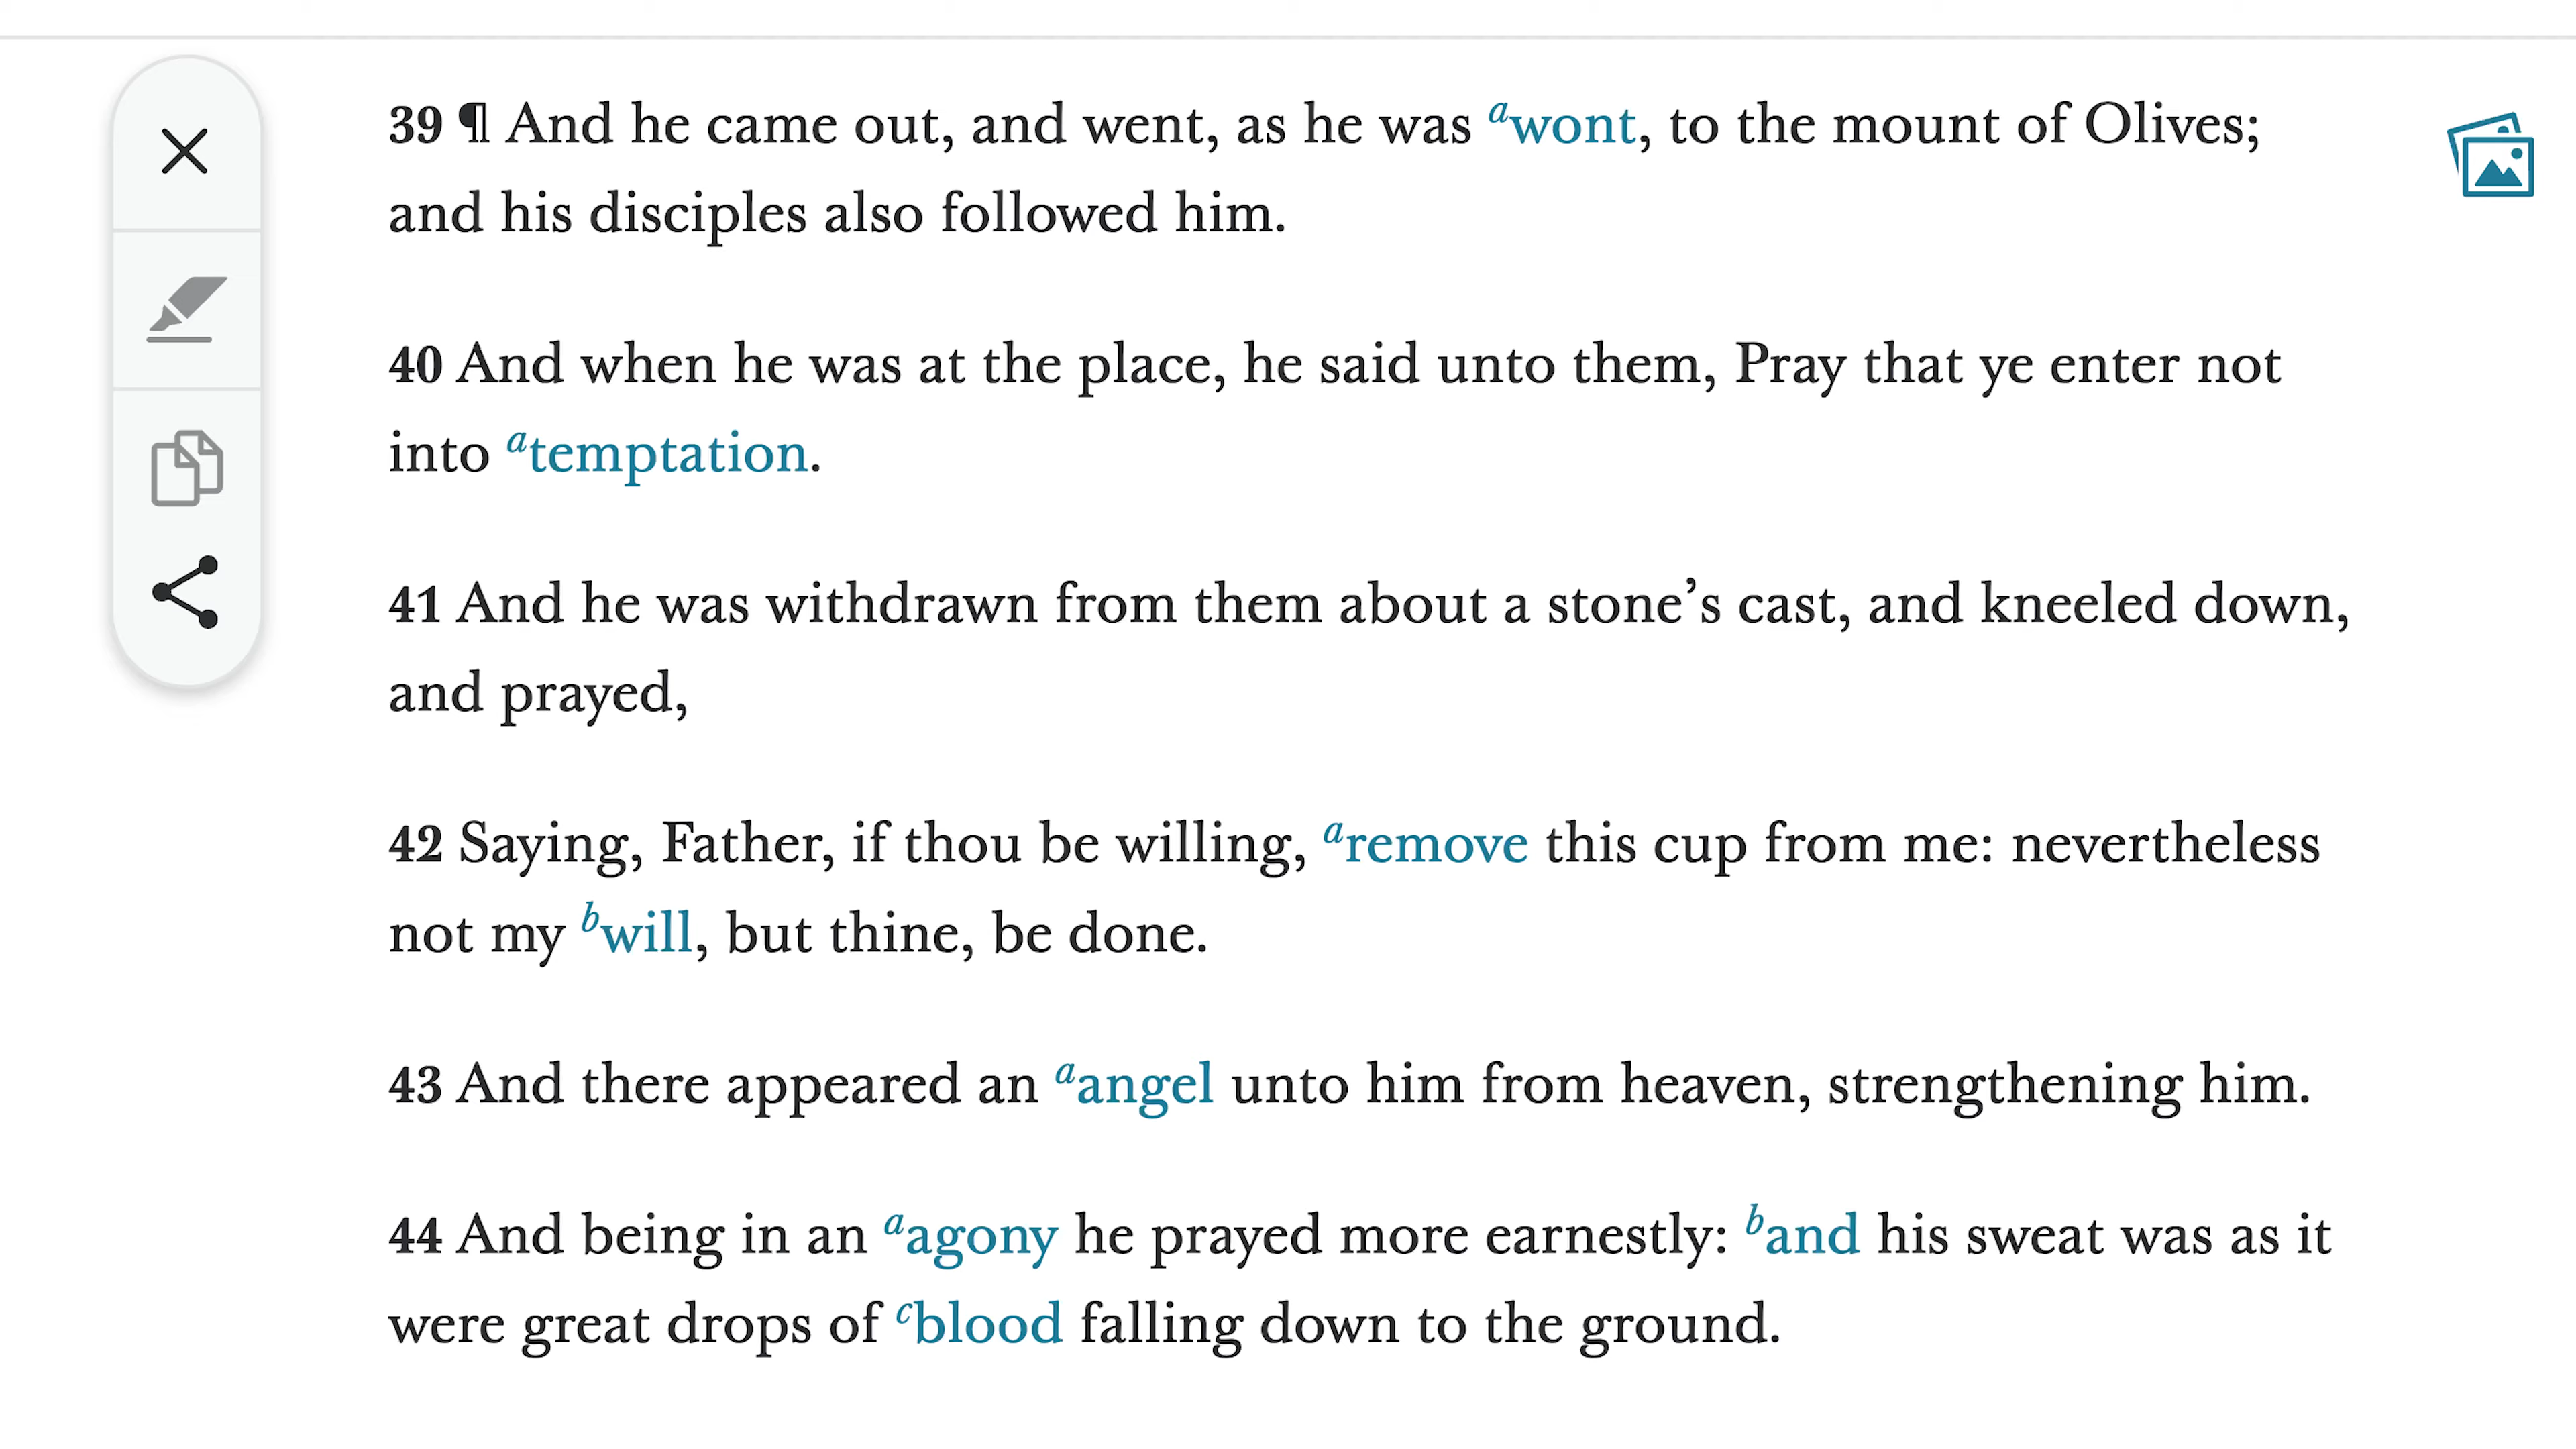 39 ¶ And he came out, and went, as he was ᵃwont, to the mount of Olives;
and his disciples also followed him.
40 And when he was at the place, he said unto them, Pray that ye enter not
into ᵃtemptation.
41 And he was withdrawn from them about a stone’s cast, and kneeled down,
and prayed,
42 Saying, Father, if thou be willing, ᵃremove this cup from me: nevertheless
not my ᵇwill, but thine, be done.
43 And there appeared an ᵃangel unto him from heaven, strengthening him.
44 And being in an ᵃagony he prayed more earnestly: ᵇand his sweat was as it
were great drops of ᶜblood falling down to the ground.